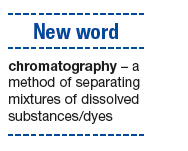 New word
chromatography – a
method of separating
mixtures of dissolved
substances/dyes